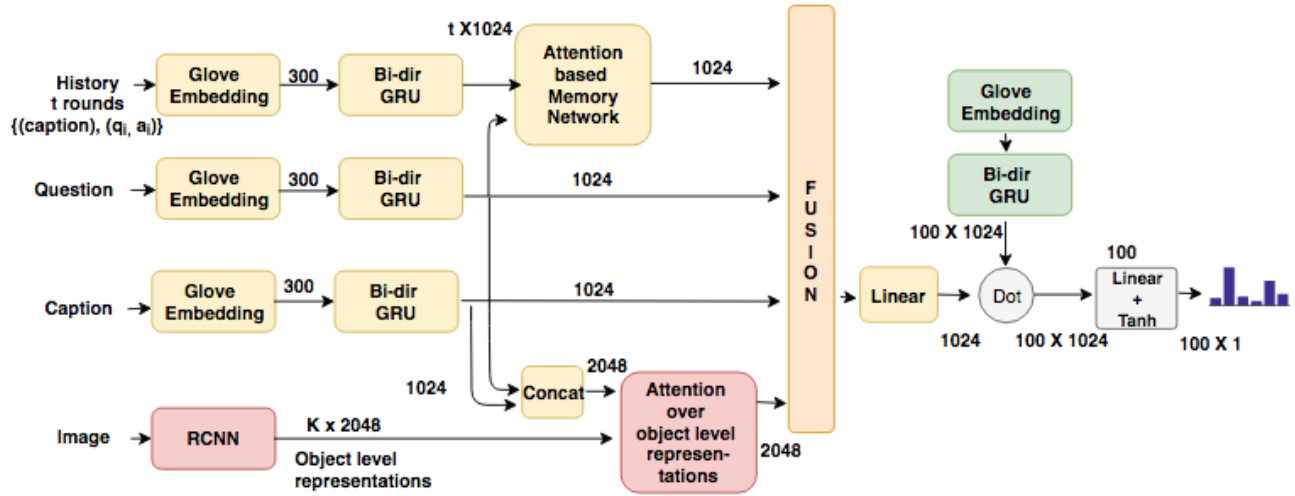 History
t rounds
{(caption), (qi, ai)}
Glove
Embedding
300
Bi-dir
GRU
t X1024
Attention
based
Memory
Network
1024
Question
Glove
Embedding
300
Bi-dir
GRU
1024
Caption
Glove
Embedding
300
Bi-dir
GRU
1024
1024
Concat
2048
Image
RCNN
K x 2048
Object level
representations
Attention
over
object level
represen-
tations
2048
F
U
S
I
O
N
Linear
1024
Glove
Embedding
Bi-dir
GRU
100 X 1024
Dot
100 X 1024
100
Linear
+
Tanh
100 X 1